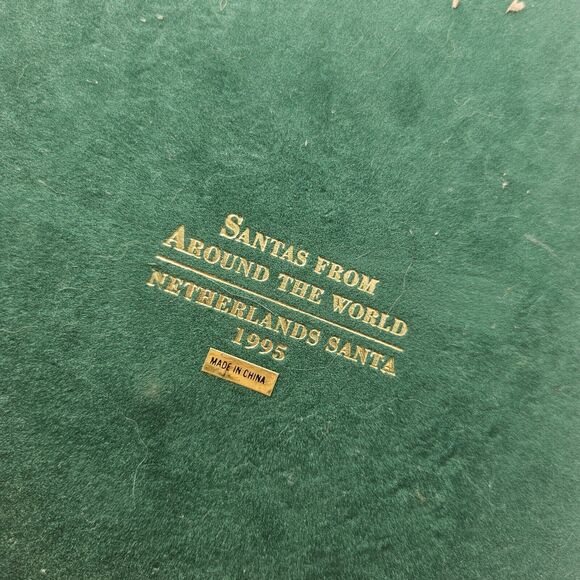 SANTAS FROM
AROUND THE WORLD
NETHERLANDS SANTA
1995
MADE IN CHINA